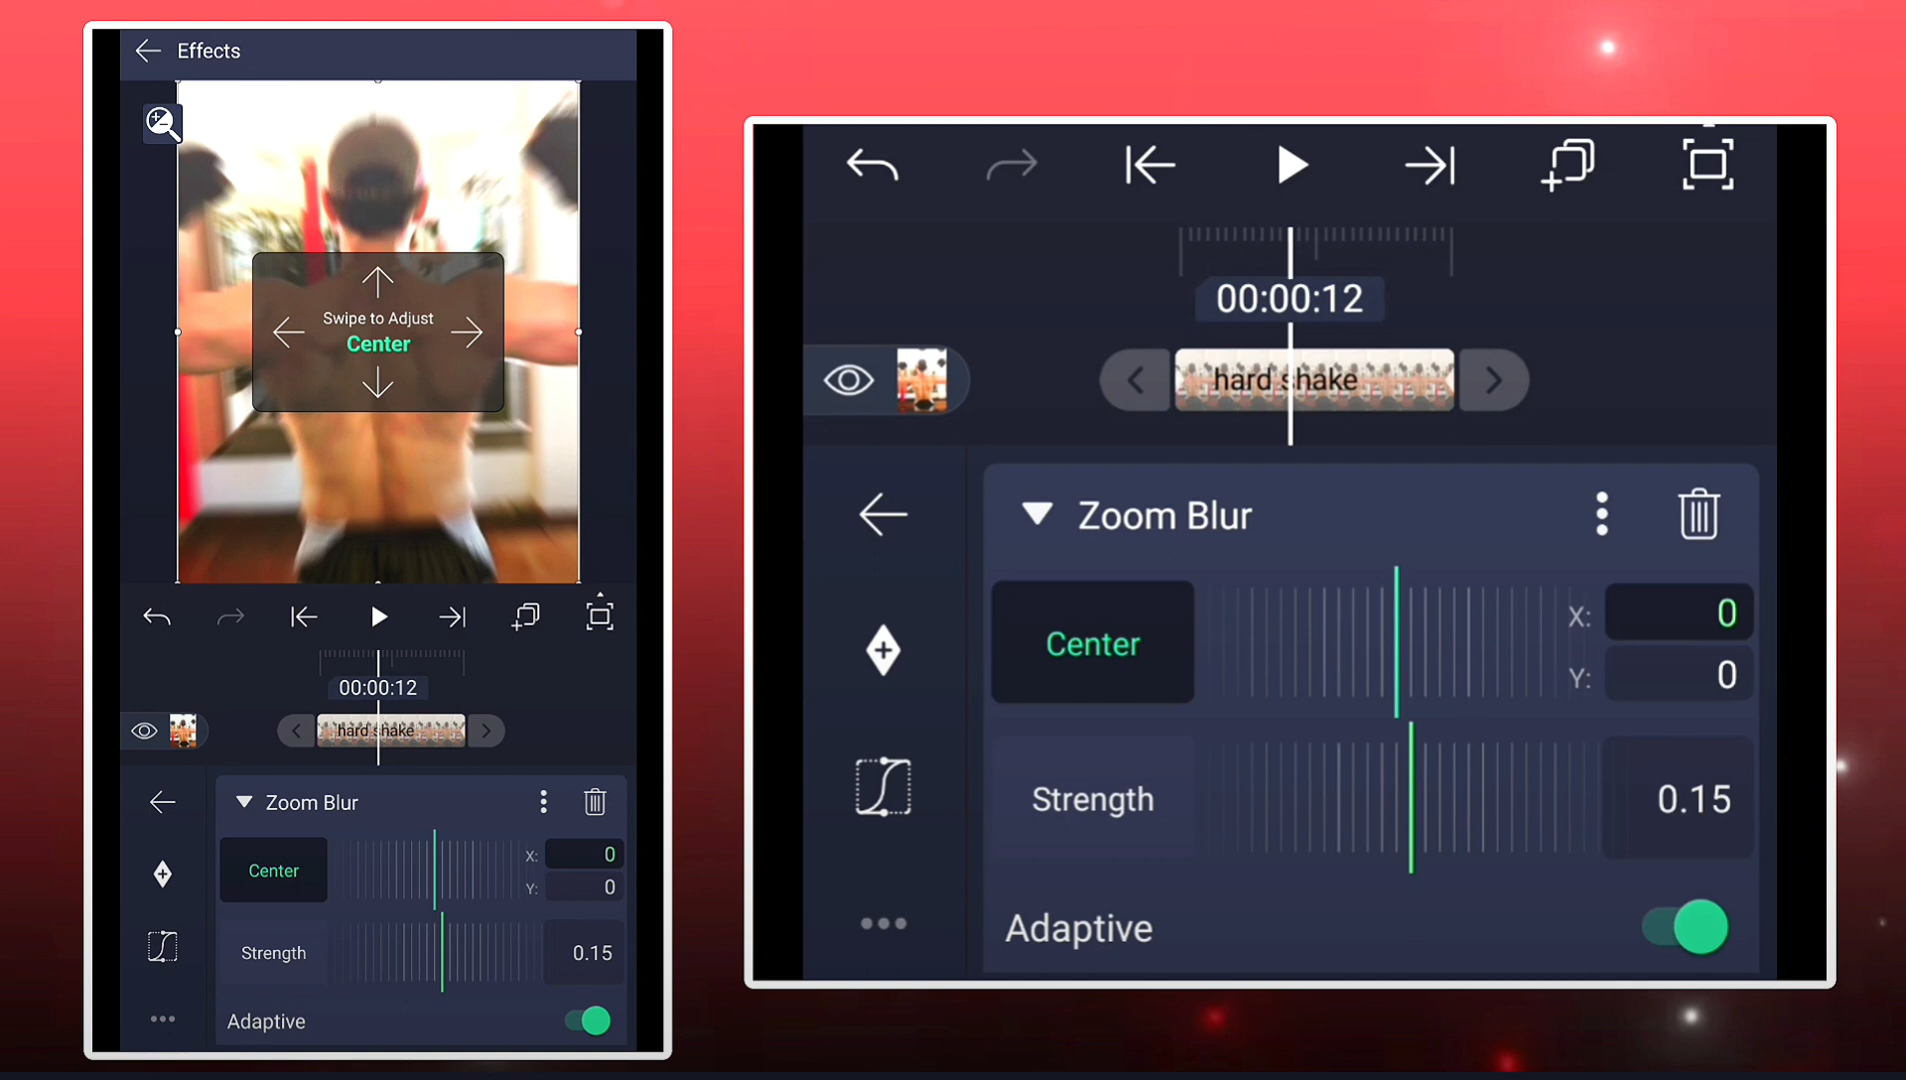 Effects
Swipe to Adjust
Center
00:00:12
hard shake
Zoom Blur
Center
X: 0
Y: 0
Strength
0.15
Adaptive
00:00:12
hard shake
Zoom Blur
Center
X: 0
Y: 0
Strength
0.15
Adaptive